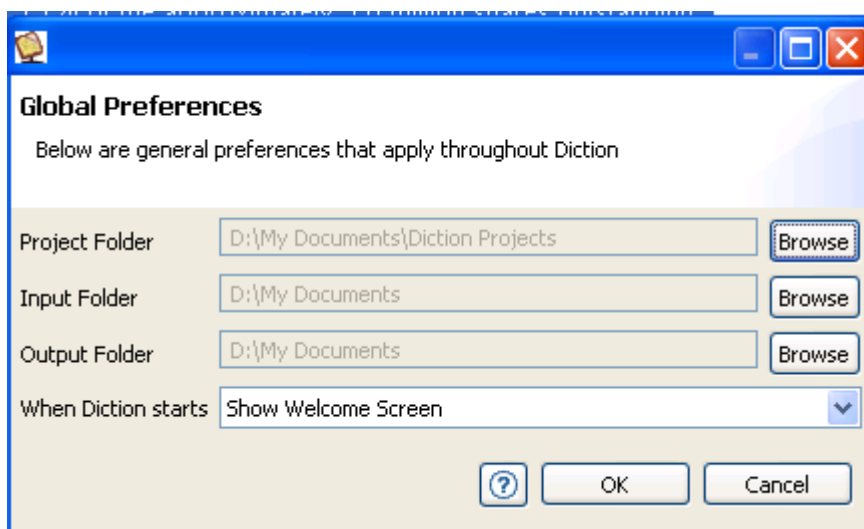 Global Preferences
Below are general preferences that apply throughout Diction
Project Folder D:\My Documents\Diction Projects Browse
Input Folder D:\My Documents Browse
Output Folder D:\My Documents Browse
When Diction starts Show Welcome Screen
? OK Cancel